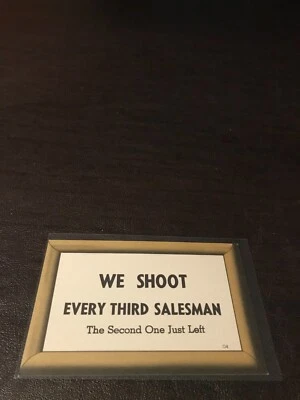 WE SHOOT
EVERY THIRD SALESMAN
The Second One Just Left